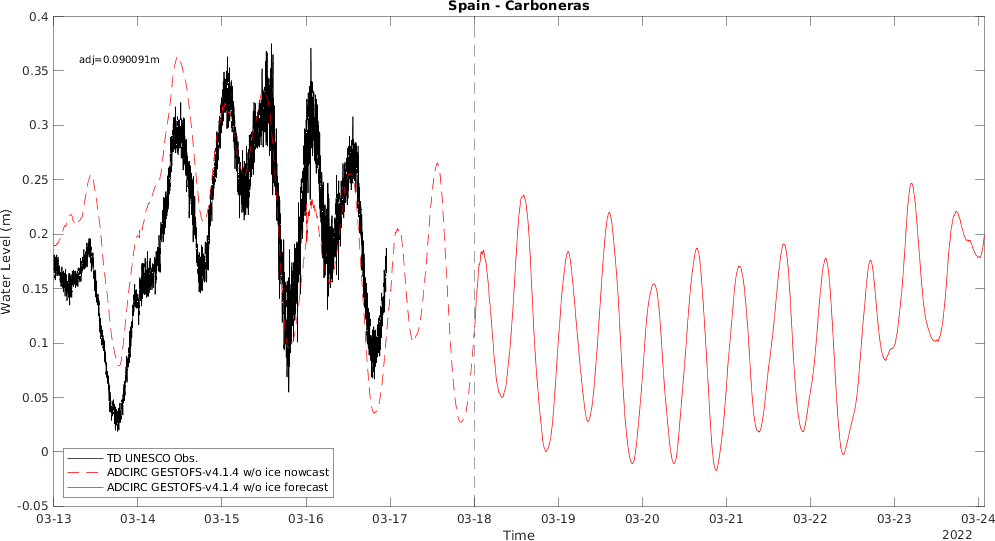 Spain - Carboneras
0.4
0.35
0.3
0.25
0.2
0.15
0.1
0.05
0
-0.05
Water Level (m)
adj=0.090091m
TD UNESCO Obs.
ADCIRC GESTOFS-v4.1.4 w/o ice nowcast
ADCIRC GESTOFS-v4.1.4 w/o ice forecast
03-13 03-14 03-15 03-16 03-17 03-18 03-19 03-20 03-21 03-22 03-23 03-24
Time
2022